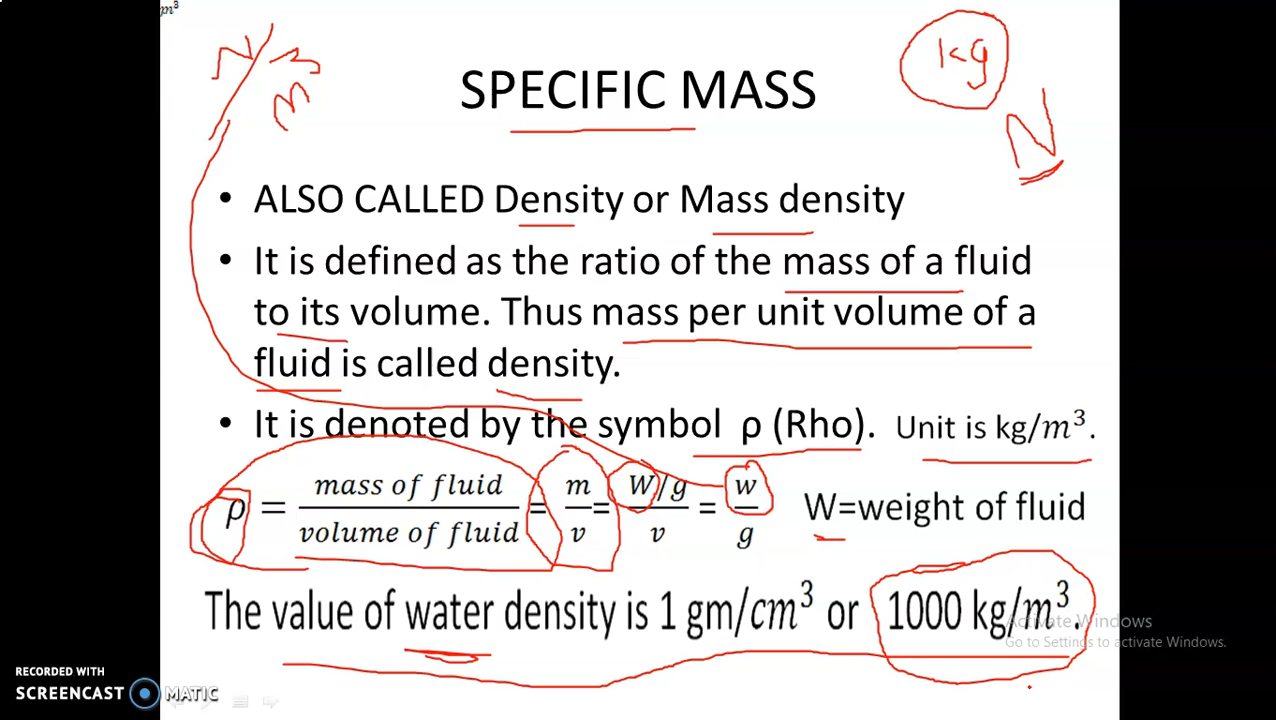 m³
N/m³
kg
N
SPECIFIC MASS
• ALSO CALLED Density or Mass density
• It is defined as the ratio of the mass of a fluid
to its volume. Thus mass per unit volume of a
fluid is called density.
• It is denoted by the symbol ρ (Rho). Unit is kg/m³.
ρ = mass of fluid / volume of fluid = m/v = W/g / v = w/g W=weight of fluid
The value of water density is 1 gm/cm³ or 1000 kg/m³.
Activate Windows
Go to Settings to activate Windows.
RECORDED WITH
SCREENCAST MATIC